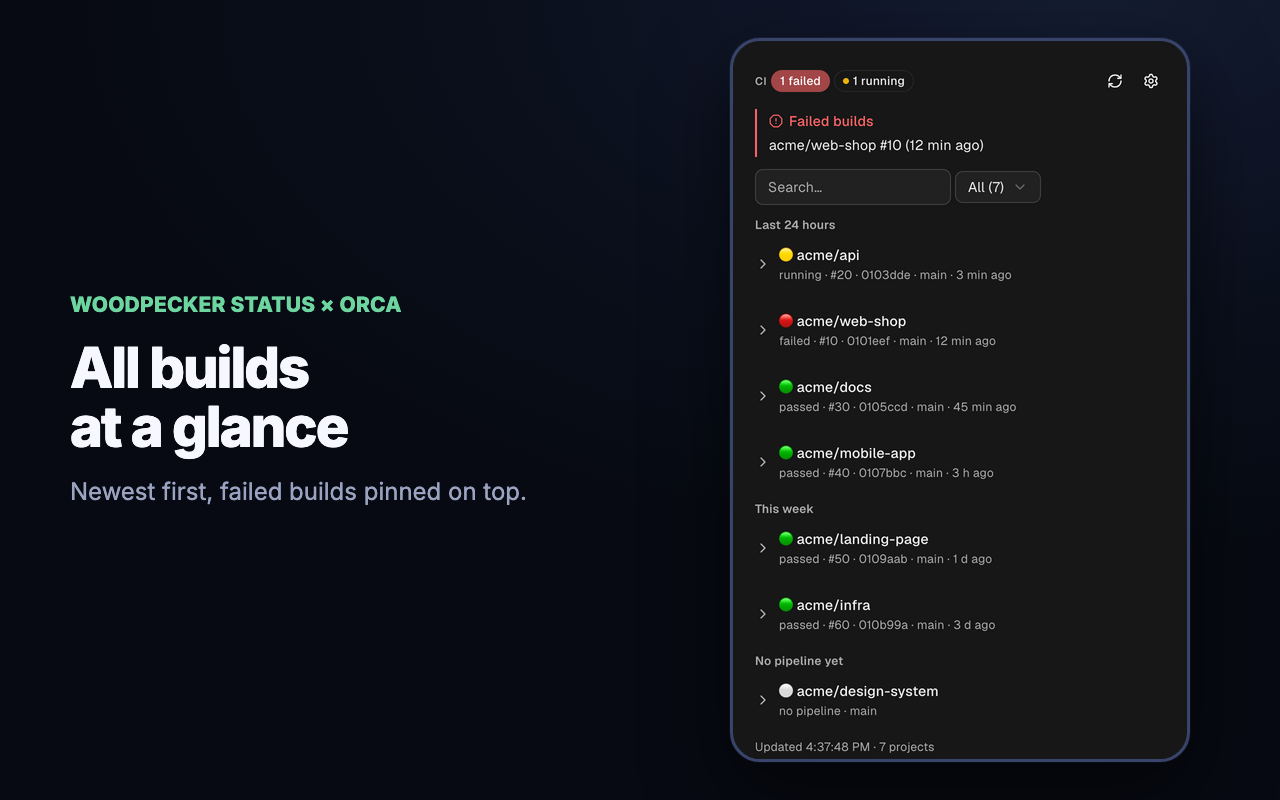 WOODPECKER STATUS × ORCA
All builds
at a glance
Newest first, failed builds pinned on top.
CI 1 failed 1 running
Failed builds
acme/web-shop #10 (12 min ago)
Search... All (7)
Last 24 hours
acme/api
running · #20 · 0103dde · main · 3 min ago
acme/web-shop
failed · #10 · 0101eef · main · 12 min ago
acme/docs
passed · #30 · 0105ccd · main · 45 min ago
acme/mobile-app
passed · #40 · 0107bbc · main · 3 h ago
This week
acme/landing-page
passed · #50 · 0109aab · main · 1 d ago
acme/infra
passed · #60 · 010b99a · main · 3 d ago
No pipeline yet
acme/design-system
no pipeline · main
Updated 4:37:48 PM · 7 projects